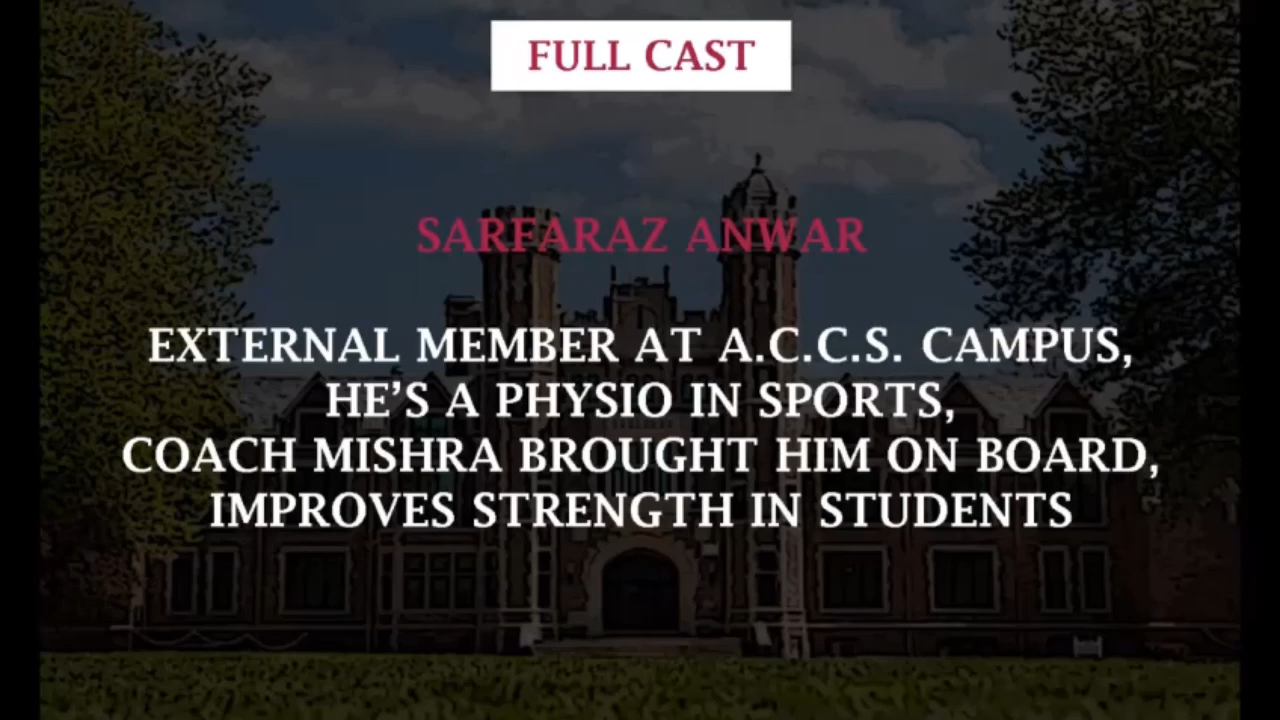 FULL CAST
SARFARAZ ANWAR
EXTERNAL MEMBER AT A.C.C.S. CAMPUS,
HE'S A PHYSIO IN SPORTS,
COACH MISHRA BROUGHT HIM ON BOARD,
IMPROVES STRENGTH IN STUDENTS